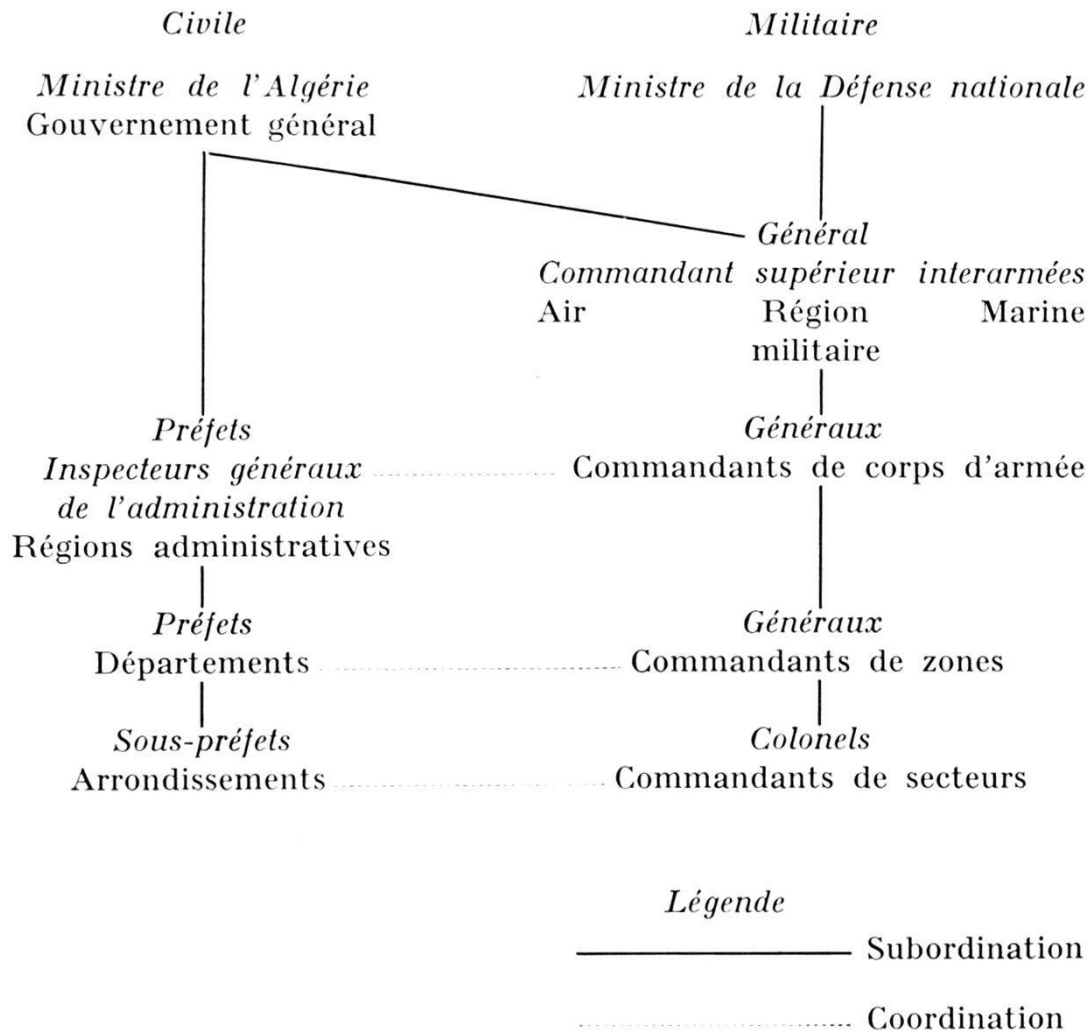 Civile
Militaire
Ministre de l'Algérie
Gouvernement général
Ministre de la Défense nationale
Général
Commandant supérieur interarmées
Air Région Marine
militaire
Préfets
Inspecteurs généraux
de l'administration
Régions administratives
Généraux
Commandants de corps d'armée
Préfets
Départements
Généraux
Commandants de zones
Sous-préfets
Arrondissements
Colonels
Commandants de secteurs
Légende
Subordination
Coordination